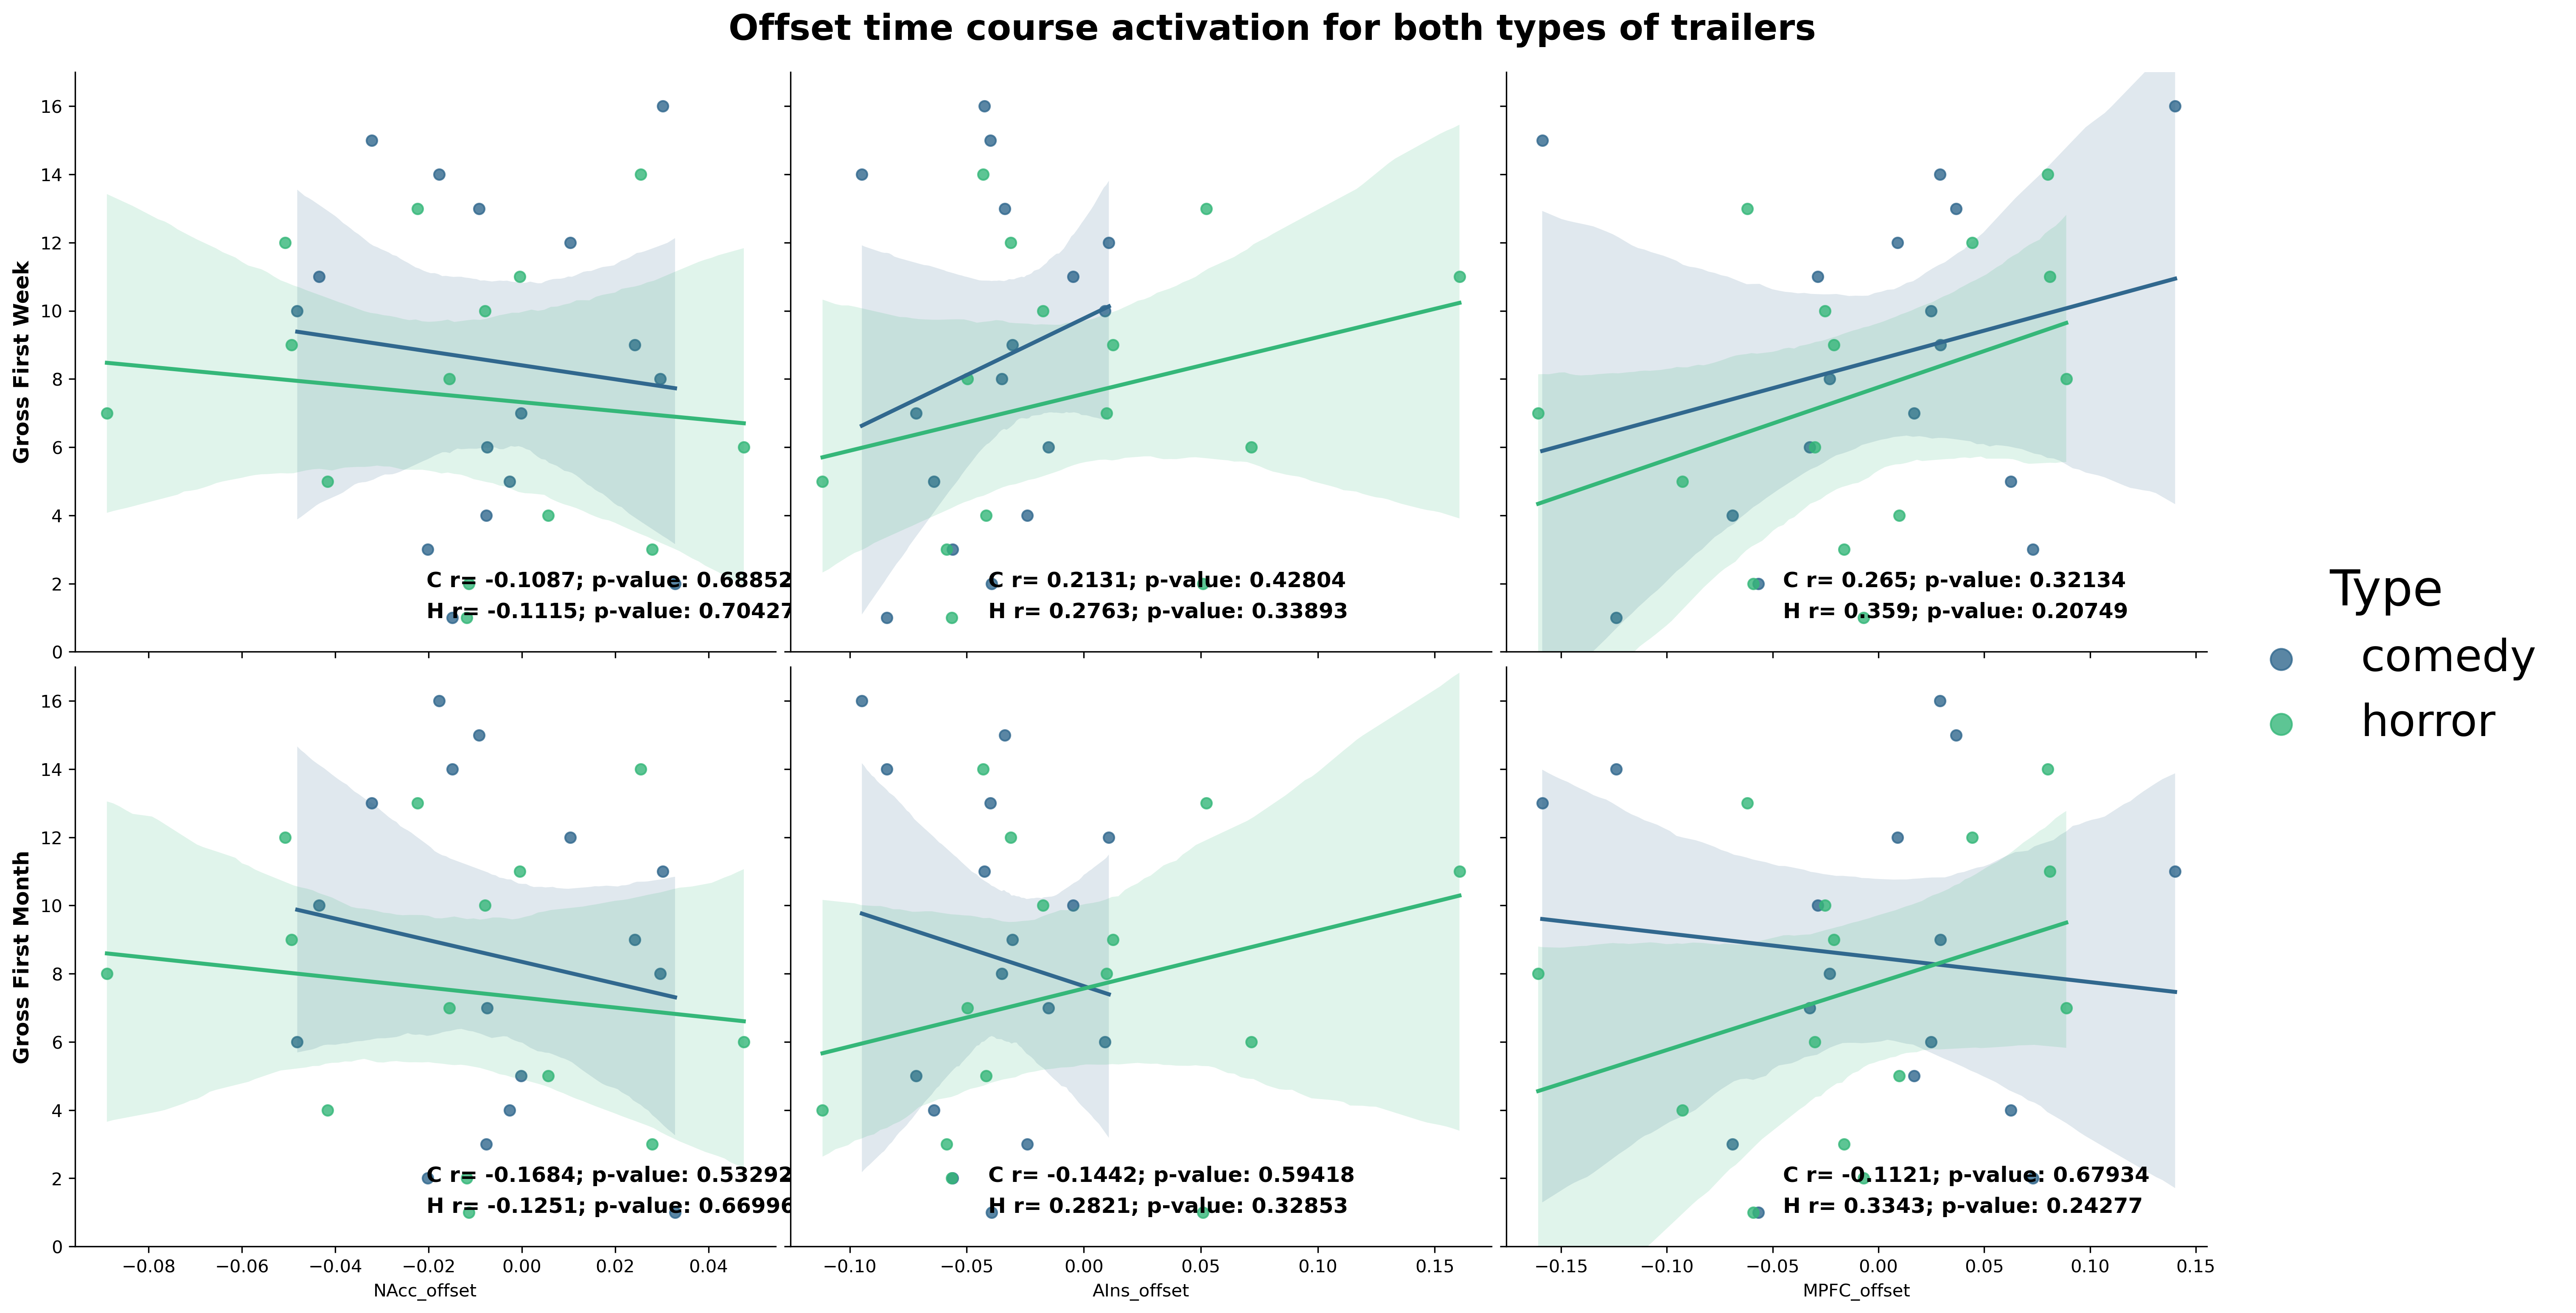 Offset time course activation for both types of trailers
Gross First Week
16
14
12
10
8
6
4
2
0
C r= -0.1087; p-value: 0.68852
H r= -0.1115; p-value: 0.70427
C r= 0.2131; p-value: 0.42804
H r= 0.2763; p-value: 0.33893
C r= 0.265; p-value: 0.32134
H r= 0.359; p-value: 0.20749
Type
comedy
horror
Gross First Month
16
14
12
10
8
6
4
2
0
C r= -0.1684; p-value: 0.53292
H r= -0.1251; p-value: 0.66996
C r= -0.1442; p-value: 0.59418
H r= 0.2821; p-value: 0.32853
C r= -0.1121; p-value: 0.67934
H r= 0.3343; p-value: 0.24277
−0.08 −0.06 −0.04 −0.02 0.00 0.02 0.04
NAcc_offset
−0.10 −0.05 0.00 0.05 0.10 0.15
AIns_offset
−0.15 −0.10 −0.05 0.00 0.05 0.10 0.15
MPFC_offset